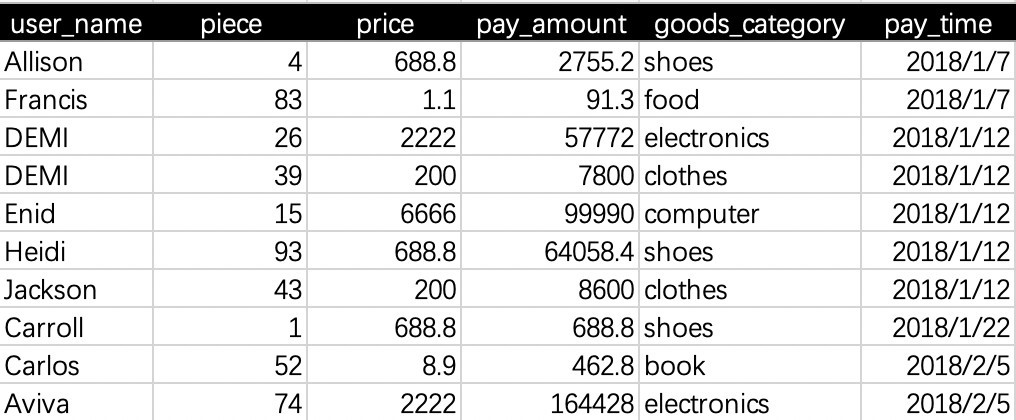 user_name piece price pay_amount goods_category pay_time
Allison 4 688.8 2755.2 shoes 2018/1/7
Francis 83 1.1 91.3 food 2018/1/7
DEMI 26 2222 57772 electronics 2018/1/12
DEMI 39 200 7800 clothes 2018/1/12
Enid 15 6666 99990 computer 2018/1/12
Heidi 93 688.8 64058.4 shoes 2018/1/12
Jackson 43 200 8600 clothes 2018/1/12
Carroll 1 688.8 688.8 shoes 2018/1/22
Carlos 52 8.9 462.8 book 2018/2/5
Aviva 74 2222 164428 electronics 2018/2/5